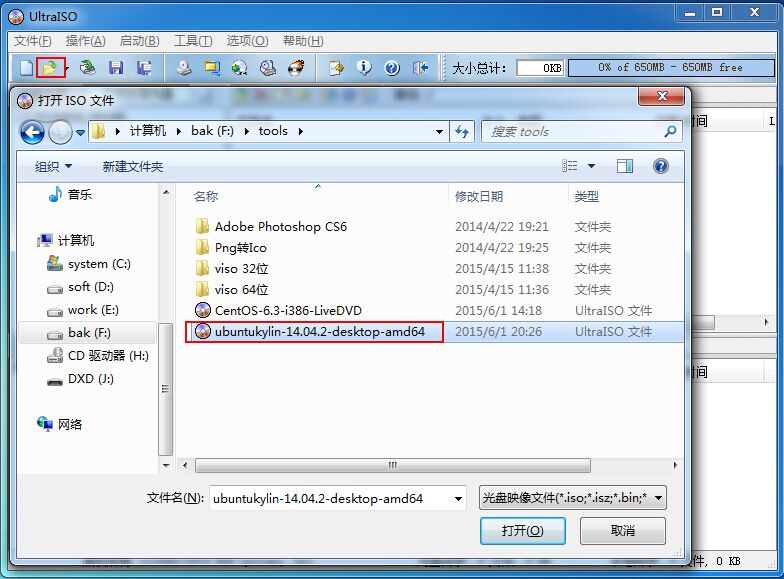 UltraISO
文件(F) 操作(A) 启动(B) 工具(T) 选项(O) 帮助(H)
大小总计: 0KB 0% of 650MB - 650MB free
打开 ISO 文件
计算机 bak (F:) tools
搜索 tools
组织 新建文件夹
时间 L
音乐
计算机
system (C:)
soft (D:)
work (E:)
bak (F:)
CD 驱动器 (H:)
DXD (J:)
网络
名称 修改日期 类型
Adobe Photoshop CS6 2014/4/22 19:21 文件夹
Png转Ico 2014/4/22 19:25 文件夹
viso 32位 2015/4/15 11:38 文件夹
viso 64位 2015/4/15 11:36 文件夹
CentOS-6.3-i386-LiveDVD 2015/6/1 14:18 UltraISO 文件
ubuntukylin-14.04.2-desktop-amd64 2015/6/1 20:26 UltraISO 文件
时间
文件名(N): ubuntukylin-14.04.2-desktop-amd64 光盘映像文件(*.iso;*.isz;*.bin;*
打开(O) 取消
文件, 0 KB